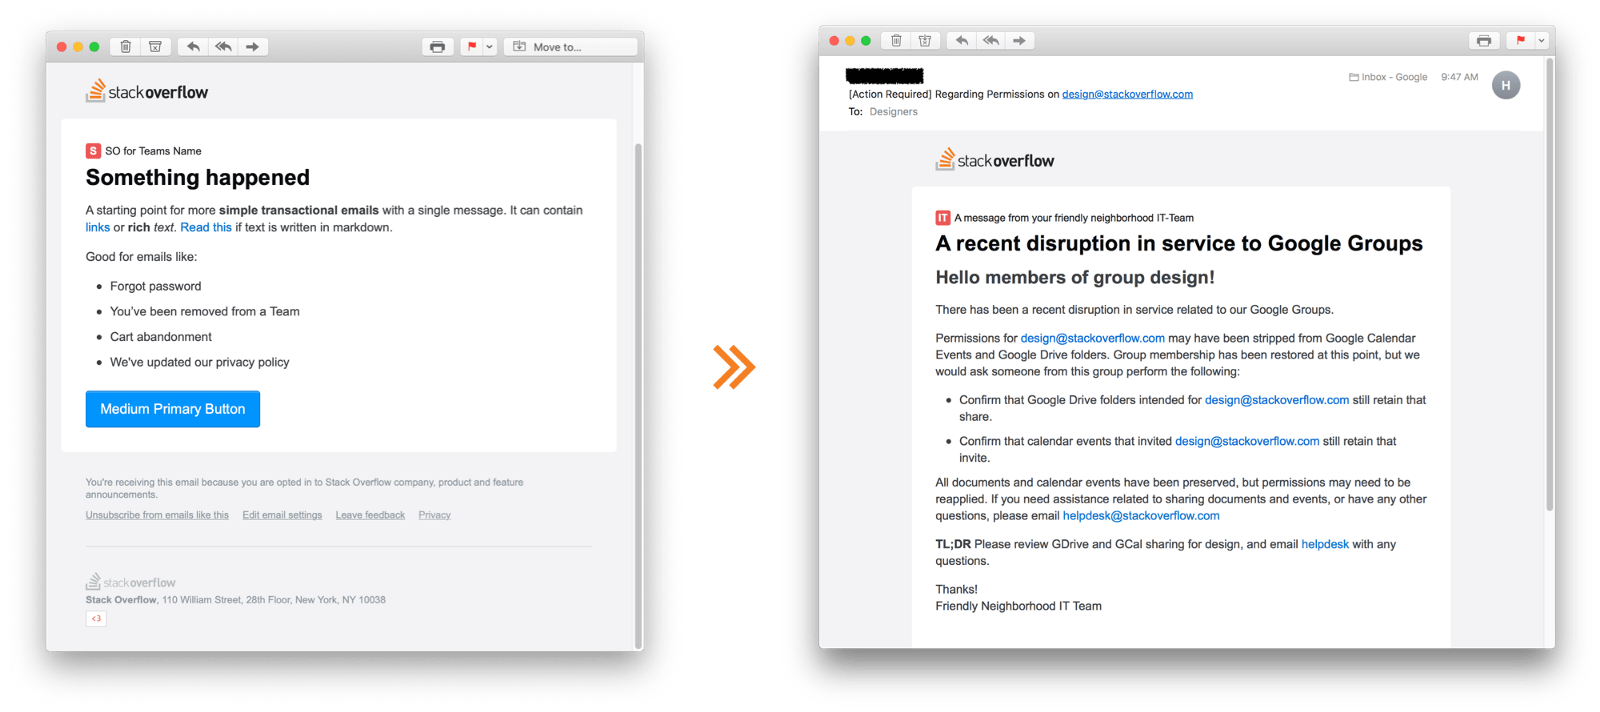 Move to...
stackoverflow
S SO for Teams Name
Something happened
A starting point for more simple transactional emails with a single message. It can contain
links or rich text. Read this if text is written in markdown.
Good for emails like:
• Forgot password
• You've been removed from a Team
• Cart abandonment
• We've updated our privacy policy
Medium Primary Button
You're receiving this email because you are opted in to Stack Overflow company, product and feature
announcements.
Unsubscribe from emails like this Edit email settings Leave feedback Privacy
stackoverflow
Stack Overflow, 110 William Street, 28th Floor, New York, NY 10038
<3
Inbox - Google 9:47 AM
H
[Action Required] Regarding Permissions on design@stackoverflow.com
To: Designers
stackoverflow
IT A message from your friendly neighborhood IT-Team
A recent disruption in service to Google Groups
Hello members of group design!
There has been a recent disruption in service related to our Google Groups.
Permissions for design@stackoverflow.com may have been stripped from Google Calendar
Events and Google Drive folders. Group membership has been restored at this point, but we
would ask someone from this group perform the following:
• Confirm that Google Drive folders intended for design@stackoverflow.com still retain that
share.
• Confirm that calendar events that invited design@stackoverflow.com still retain that
invite.
All documents and calendar events have been preserved, but permissions may need to be
reapplied. If you need assistance related to sharing documents and events, or have any other
questions, please email helpdesk@stackoverflow.com
TL;DR Please review GDrive and GCal sharing for design, and email helpdesk with any
questions.
Thanks!
Friendly Neighborhood IT Team